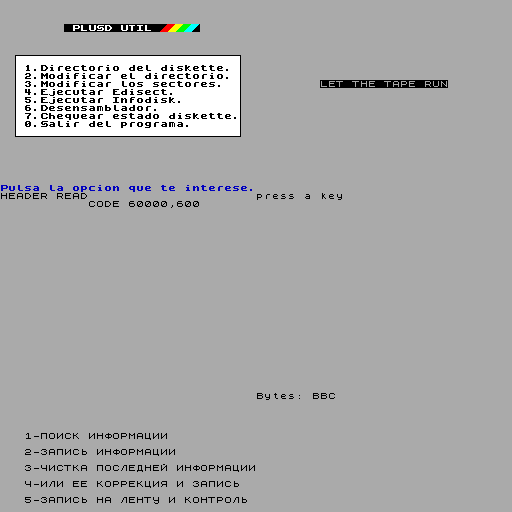 PLUSD UTIL
1.Directorio del diskette.
2.Modificar el directorio.
3.Modificar los sectores.
4.Ejecutar Edisect.
5.Ejecutar Infodisk.
6.Desensamblador.
7.Chequear estado diskette.
0.Salir del programa.
Pulsa la opcion que te interese.
LET THE TAPE RUN
HEADER READ
CODE 60000,600
press a key
Bytes: BBC
1-ПОИСК ИНФОРМАЦИИ
2-ЗАПИСЬ ИНФОРМАЦИИ
3-ЧИСТКА ПОСЛЕДНЕЙ ИНФОРМАЦИИ
4-ИЛИ ЕЕ КОРРЕКЦИЯ И ЗАПИСЬ
5-ЗАПИСЬ НА ЛЕНТУ И КОНТРОЛЬ